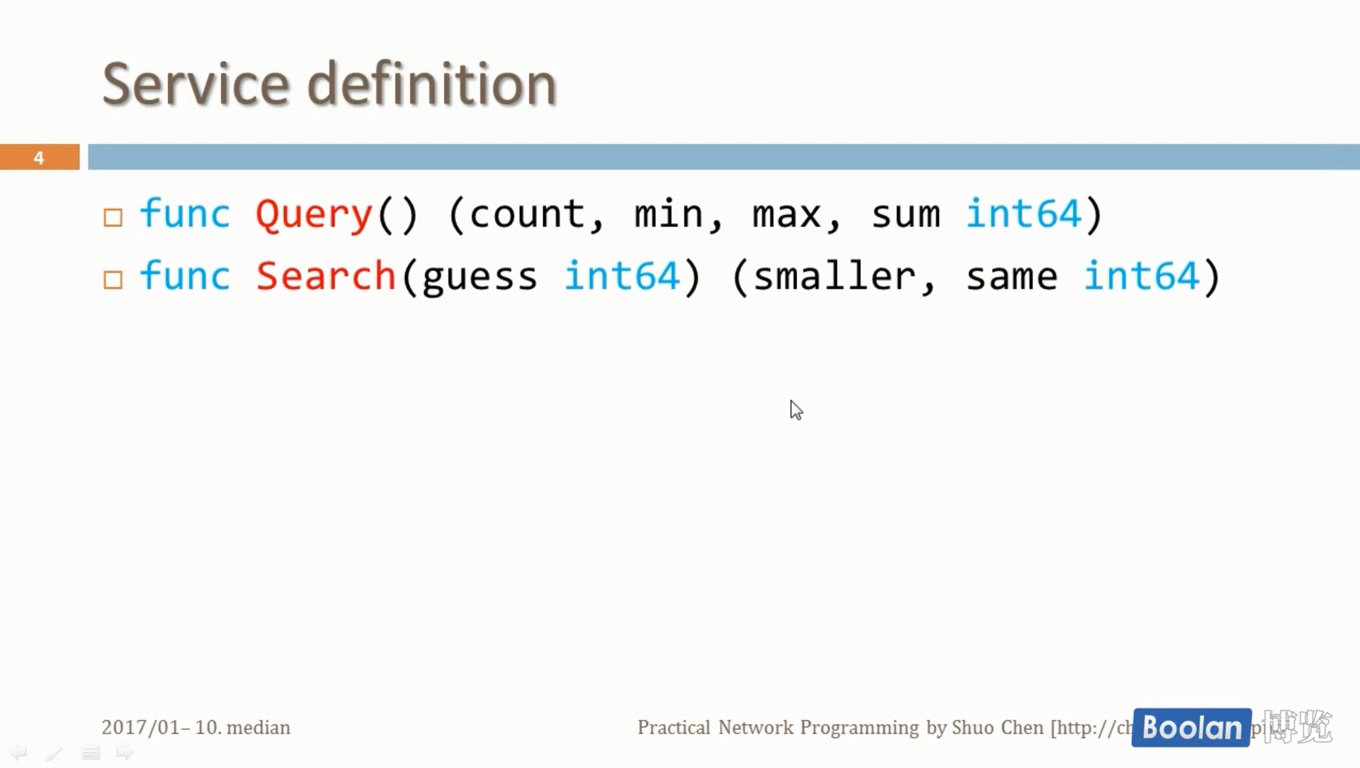 Service definition
4
func Query() (count, min, max, sum int64)
func Search(guess int64) (smaller, same int64)
2017/01– 10. median
Practical Network Programming by Shuo Chen [http://ch
Boolan 博览